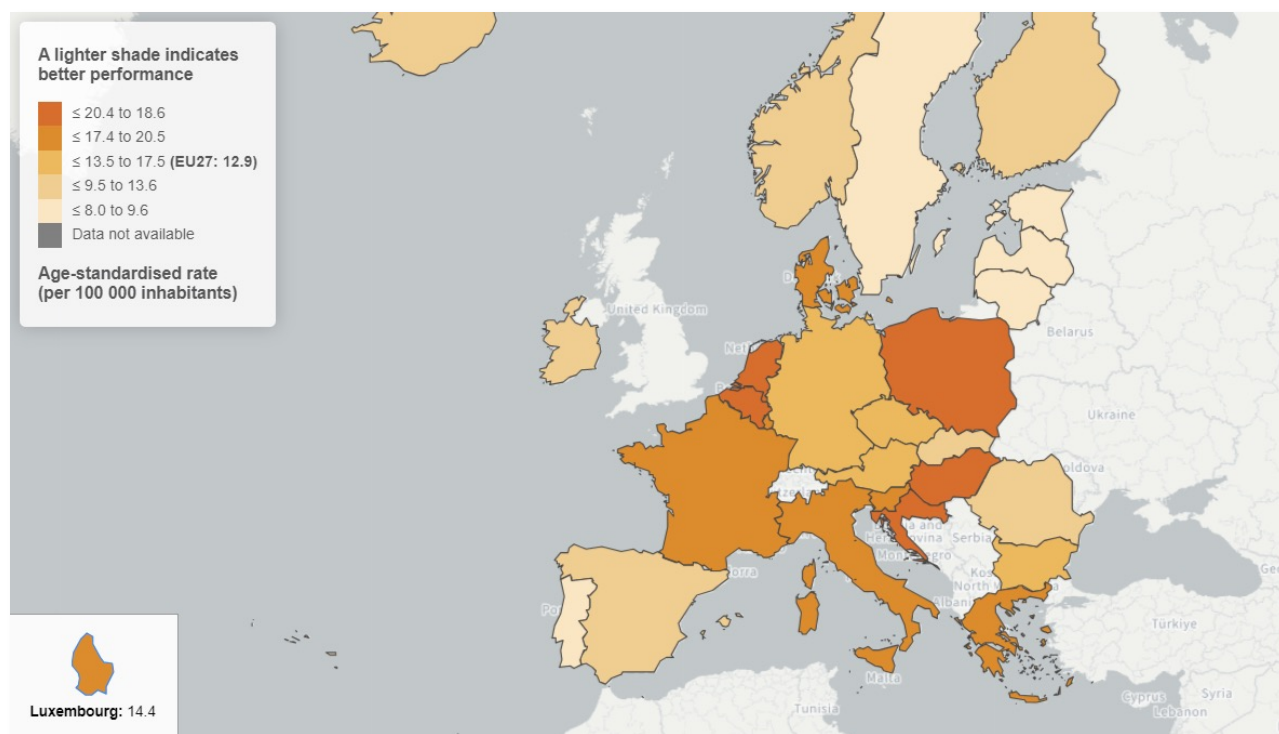 A lighter shade indicates
better performance
≤ 20.4 to 18.6
≤ 17.4 to 20.5
≤ 13.5 to 17.5 (EU27: 12.9)
≤ 9.5 to 13.6
≤ 8.0 to 9.6
Data not available
Age-standardised rate
(per 100 000 inhabitants)
United Kingdom
Belarus
Ukraine
oldova
Serbia
Türkiye
Malta
Tunisia
Cyprus
Syria
Lebanon
Luxembourg: 14.4